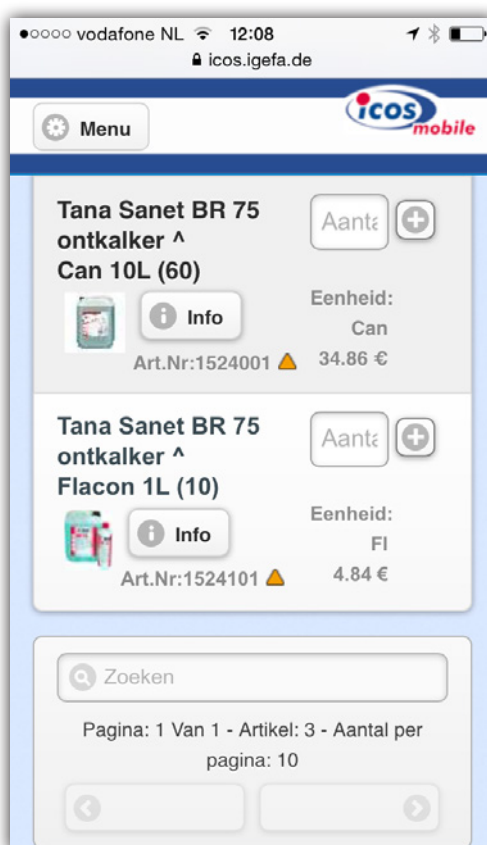 vodafone NL 12:08
icos.igefa.de
Menu
icos
mobile
Tana Sanet BR 75
ontkalker ^
Can 10L (60)
Aanta
Info
Eenheid:
Can
Art.Nr:1524001
34.86 €
Tana Sanet BR 75
ontkalker ^
Flacon 1L (10)
Aanta
Info
Eenheid:
Fl
Art.Nr:1524101
4.84 €
Zoeken
Pagina: 1 Van 1 - Artikel: 3 - Aantal per
pagina: 10